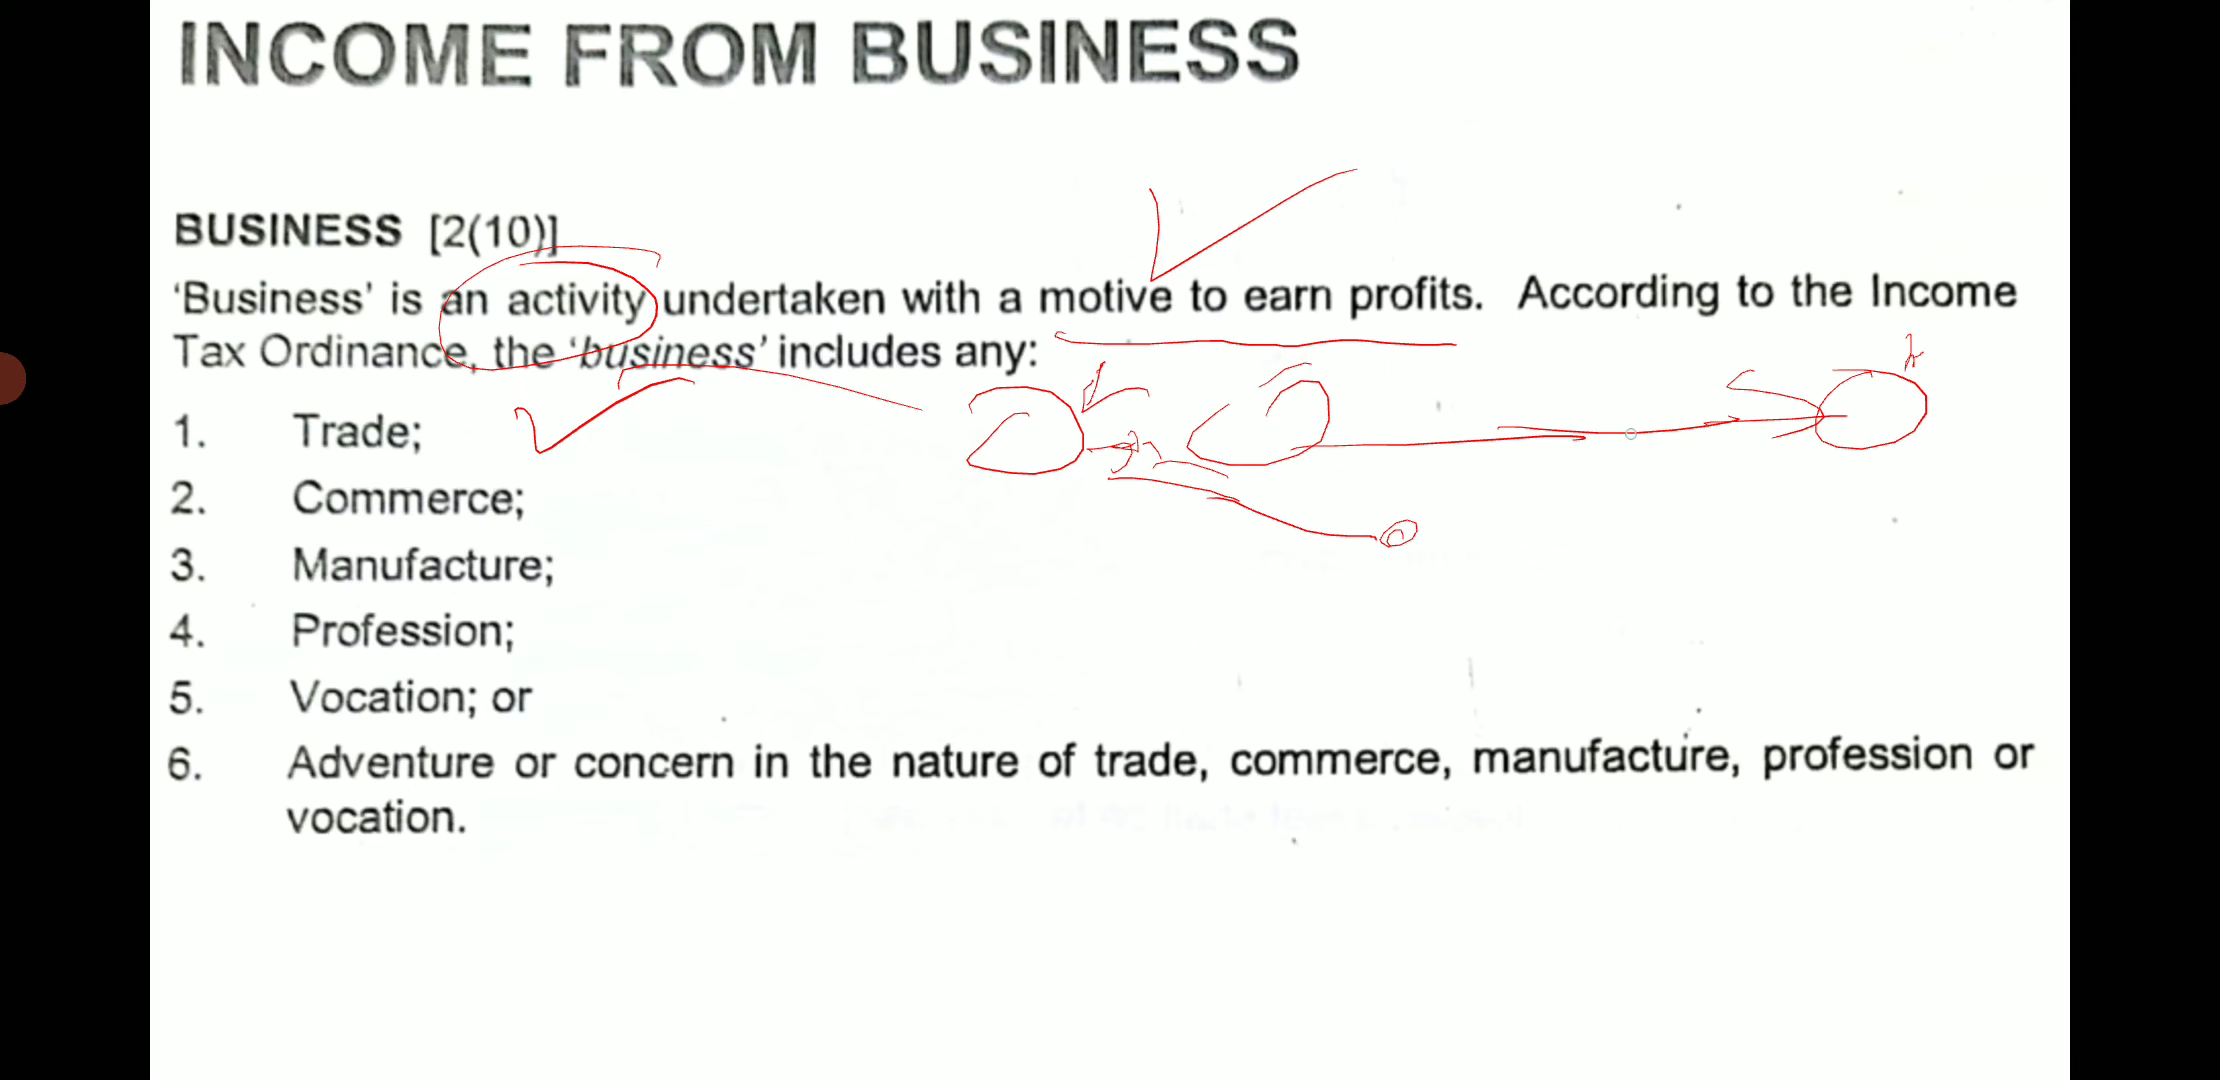 INCOME FROM BUSINESS
BUSINESS [2(10)]
‘Business’ is an activity undertaken with a motive to earn profits. According to the Income
Tax Ordinance, the ‘business’ includes any:
1. Trade;
2. Commerce;
3. Manufacture;
4. Profession;
5. Vocation; or
6. Adventure or concern in the nature of trade, commerce, manufacture, profession or
vocation.